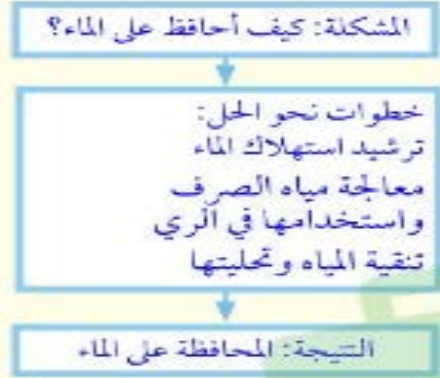 المشكلة: كيف أحافظ على الماء؟
خطوات نحو الحل:
ترشيد استهلاك الماء
معالجة مياه الصرف
واستخدامها في الري
تنقية المياه وتحليتها
النتيجة: المحافظة على الماء